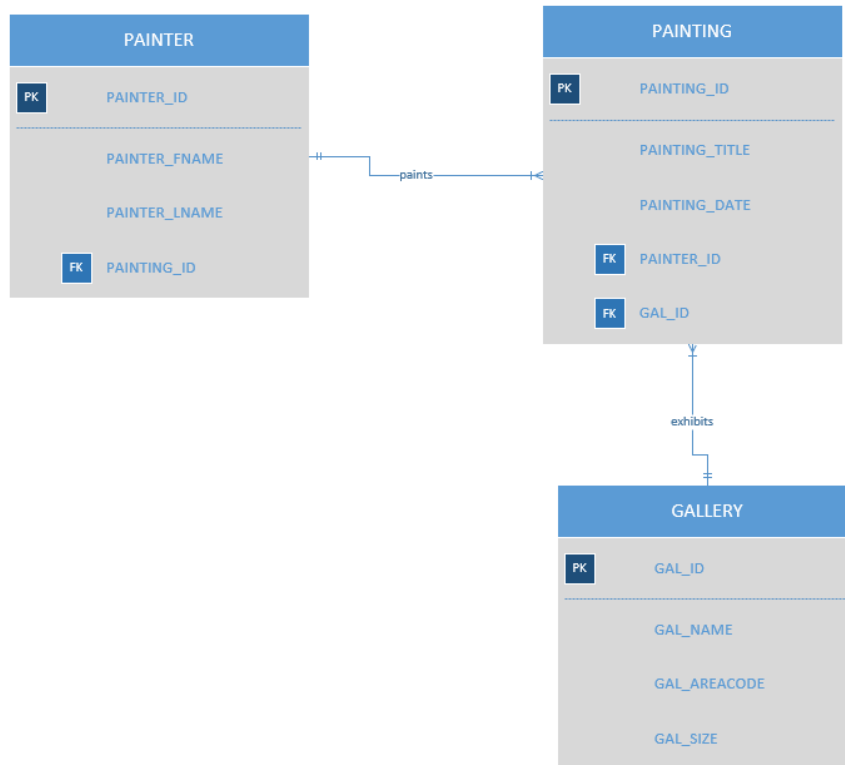 PAINTER
PK PAINTER_ID
PAINTER_FNAME
PAINTER_LNAME
FK PAINTING_ID
paints
PAINTING
PK PAINTING_ID
PAINTING_TITLE
PAINTING_DATE
FK PAINTER_ID
FK GAL_ID
exhibits
GALLERY
PK GAL_ID
GAL_NAME
GAL_AREACODE
GAL_SIZE